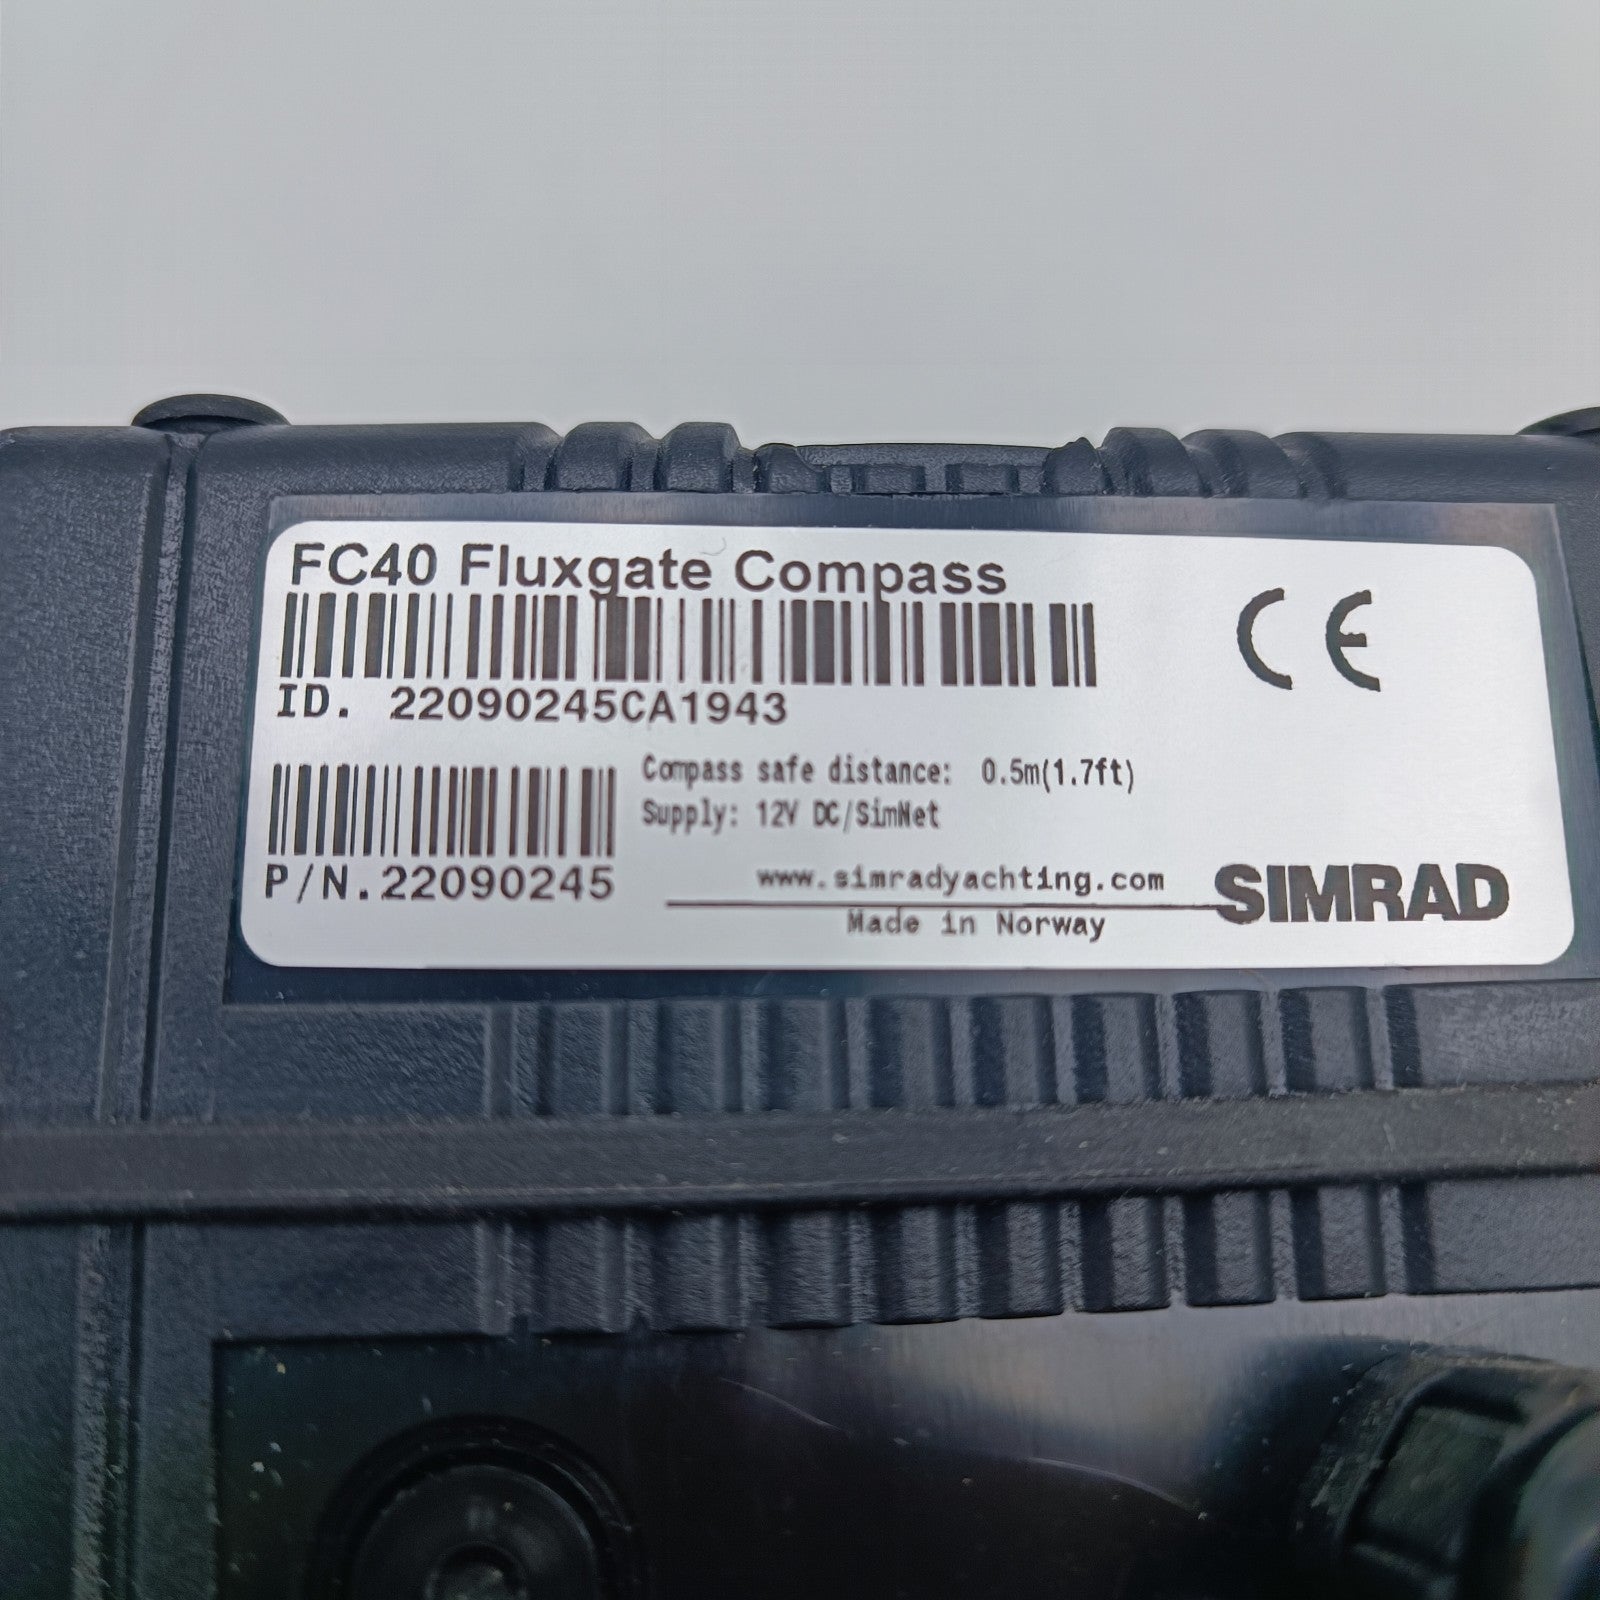 FC40 Fluxgate Compass
CE
ID. 22090245CA1943
Compass safe distance: 0.5m(1.7ft)
Supply: 12V DC/SimNet
P/N.22090245
www.simradyachting.com
SIMRAD
Made in Norway